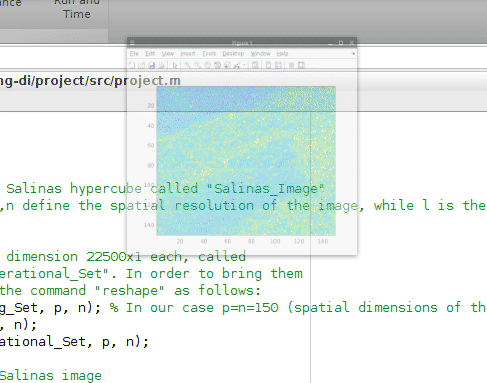 ance
Run and
Time
Figure 1
File Edit View Insert Tools Desktop Window Help
ng-di/project/src/project.m
20
40
60
80
100
120
140
20 40 60 80 100 120 140
Salinas hypercube called "Salinas_Image"
,n define the spatial resolution of the image, while l is the
dimension 22500x1 each, called
erational_Set". In order to bring them
the command "reshape" as follows:
g_Set, p, n); % In our case p=n=150 (spatial dimensions of th
, n);
ational_Set, p, n);
Salinas image